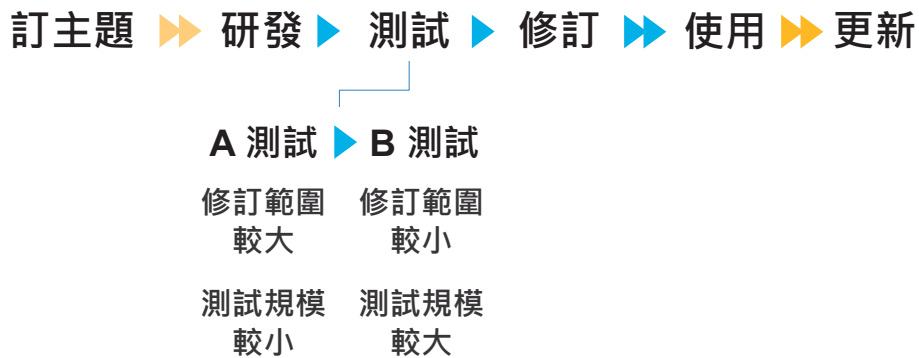 訂主題 研發 測試 修訂 使用 更新
A 測試 B 測試
修訂範圍 修訂範圍
較大 較小
測試規模 測試規模
較小 較大